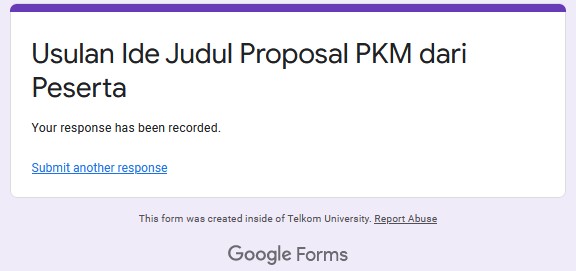 Usulan Ide Judul Proposal PKM dari
Peserta
Your response has been recorded.
Submit another response
This form was created inside of Telkom University. Report Abuse
Google Forms